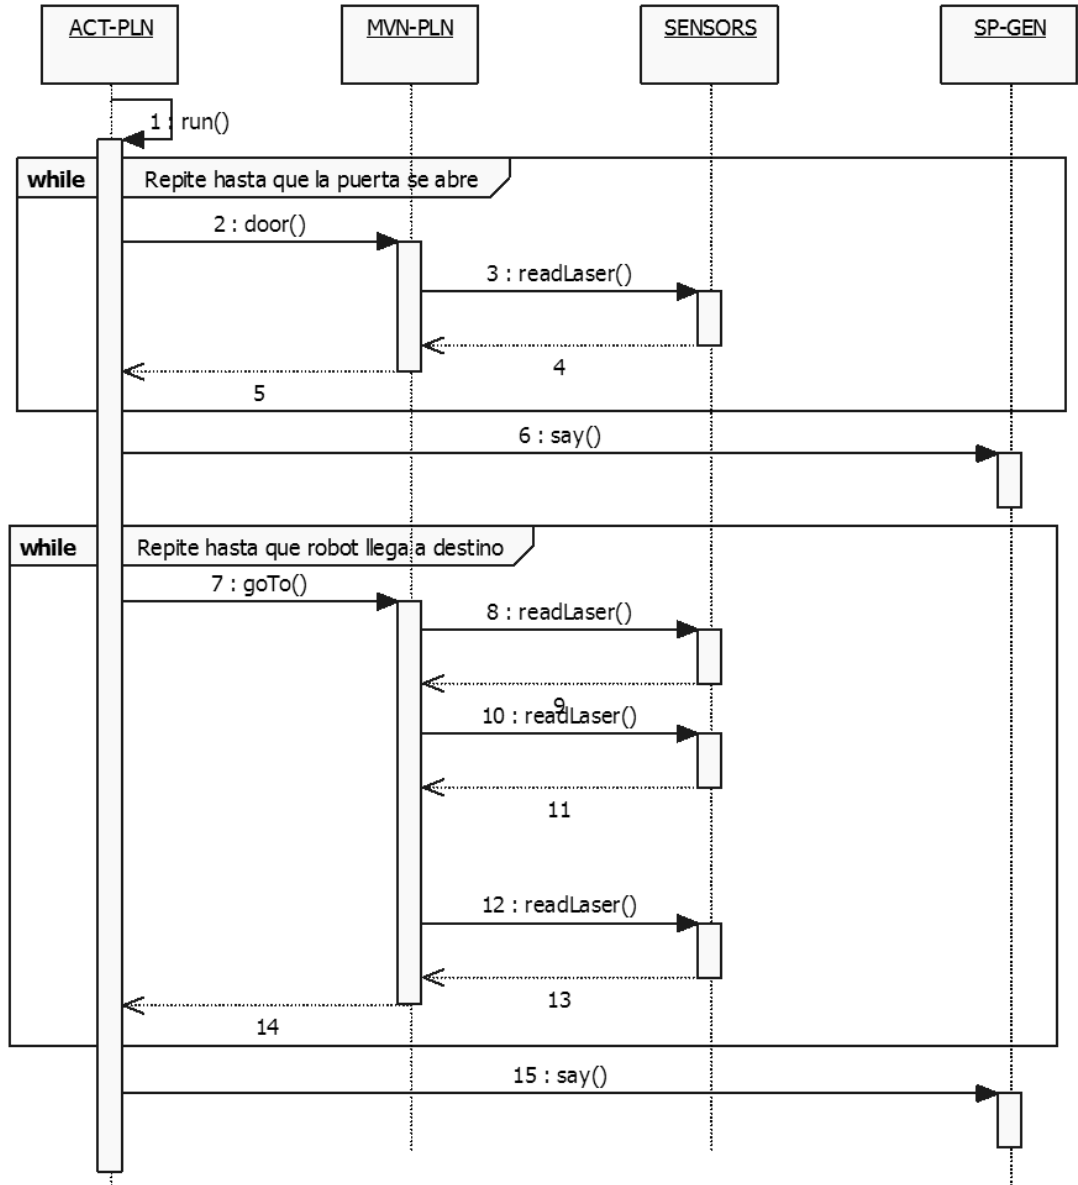 ACT-PLN
MVN-PLN
SENSORS
SP-GEN
1 : run()
while
Repite hasta que la puerta se abre
2 : door()
3 : readLaser()
4
5
6 : say()
while
Repite hasta que robot llega a destino
7 : goTo()
8 : readLaser()
9
10 : readLaser()
11
12 : readLaser()
13
14
15 : say()